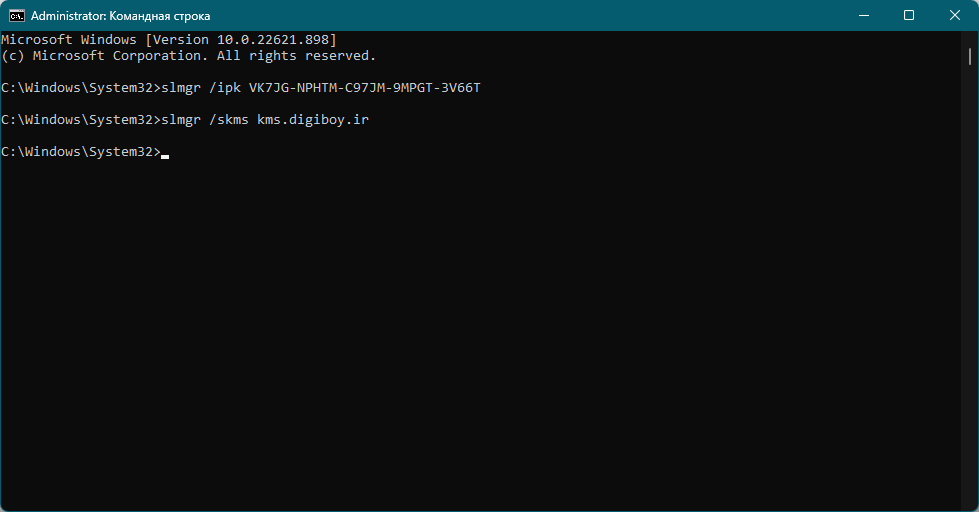 Administrator: Командная строка
Microsoft Windows [Version 10.0.22621.898]
(c) Microsoft Corporation. All rights reserved.
C:\Windows\System32>slmgr /ipk VK7JG-NPHTM-C97JM-9MPGT-3V66T
C:\Windows\System32>slmgr /skms kms.digiboy.ir
C:\Windows\System32>